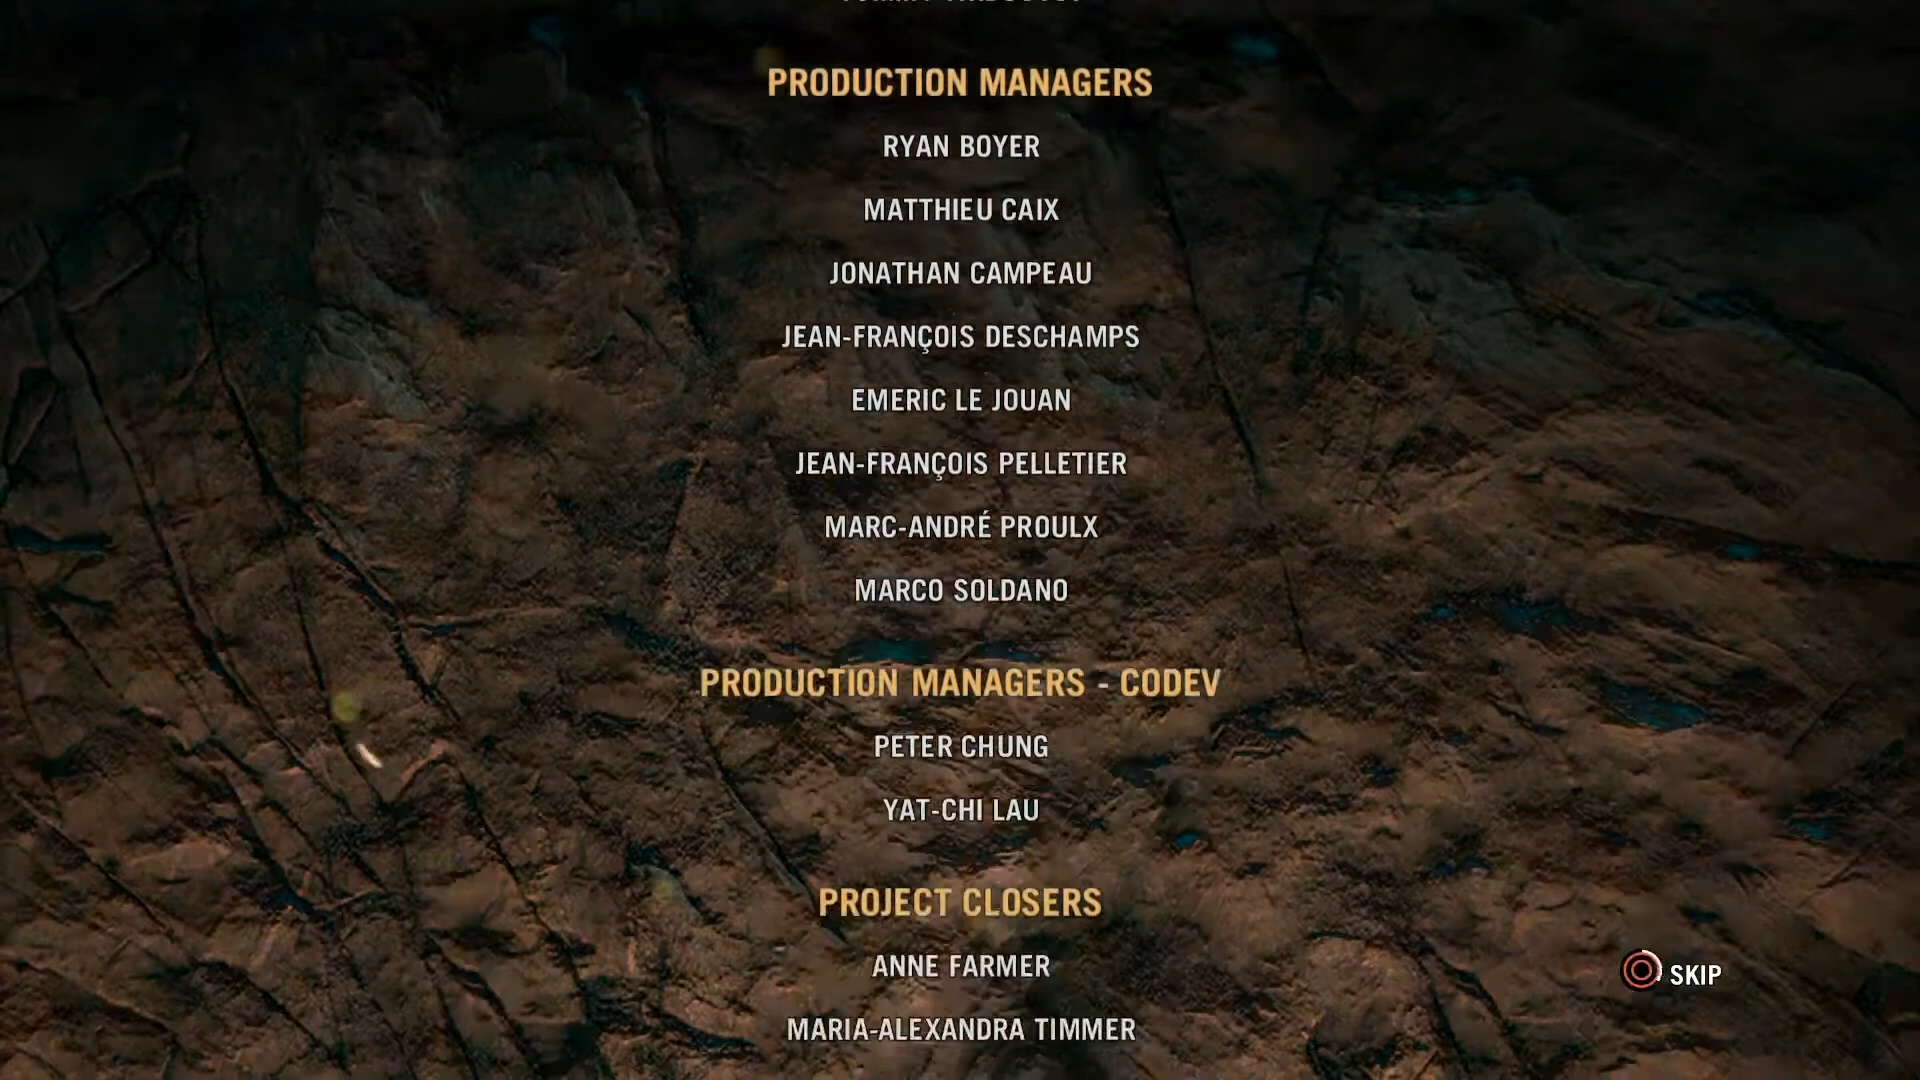 PRODUCTION MANAGERS
RYAN BOYER
MATTHIEU CAIX
JONATHAN CAMPEAU
JEAN-FRANÇOIS DESCHAMPS
EMERIC LE JOUAN
JEAN-FRANÇOIS PELLETIER
MARC-ANDRÉ PROULX
MARCO SOLDANO
PRODUCTION MANAGERS - CODEV
PETER CHUNG
YAT-CHI LAU
PROJECT CLOSERS
ANNE FARMER
SKIP
MARIA-ALEXANDRA TIMMER